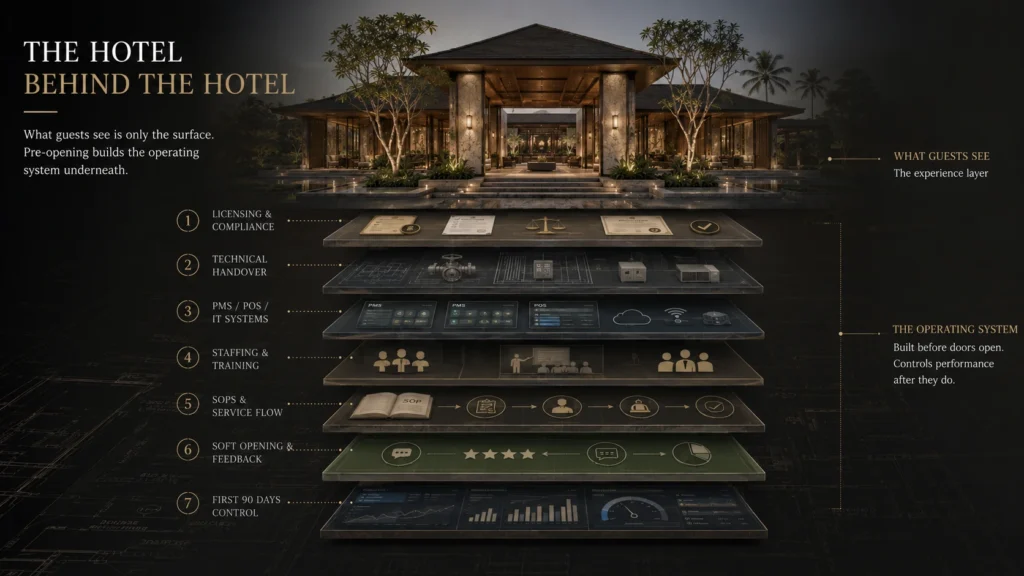 THE HOTEL
BEHIND THE HOTEL
What guests see is only the surface.
Pre-opening builds the operating
system underneath.
WHAT GUESTS SEE
The experience layer
1
LICENSING &
COMPLIANCE
2
TECHNICAL
HANDOVER
3
PMS / POS /
IT SYSTEMS
PMS
PMS
POS
THE OPERATING SYSTEM
Built before doors open.
Controls performance
after they do.
4
STAFFING &
TRAINING
5
SOPS &
SERVICE FLOW
SOP
6
SOFT OPENING &
FEEDBACK
7
FIRST 90 DAYS
CONTROL